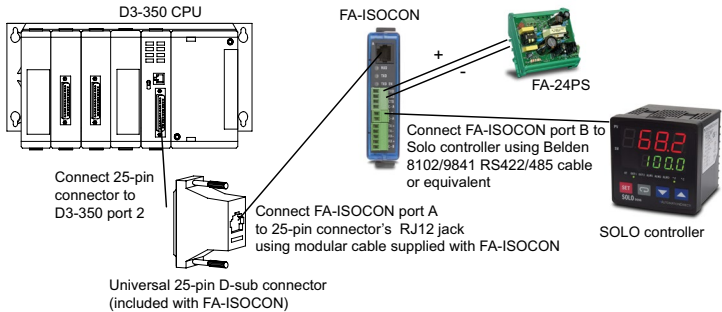 D3-350 CPU
FA-ISOCON
+
-
FA-24PS
Connect FA-ISOCON port B to
Solo controller using Belden
8102/9841 RS422/485 cable
or equivalent
68.2
100.0
SET
SOLO
SOLO controller
Connect 25-pin
connector to
D3-350 port 2
Connect FA-ISOCON port A
to 25-pin connector's RJ12 jack
using modular cable supplied with FA-ISOCON
Universal 25-pin D-sub connector
(included with FA-ISOCON)